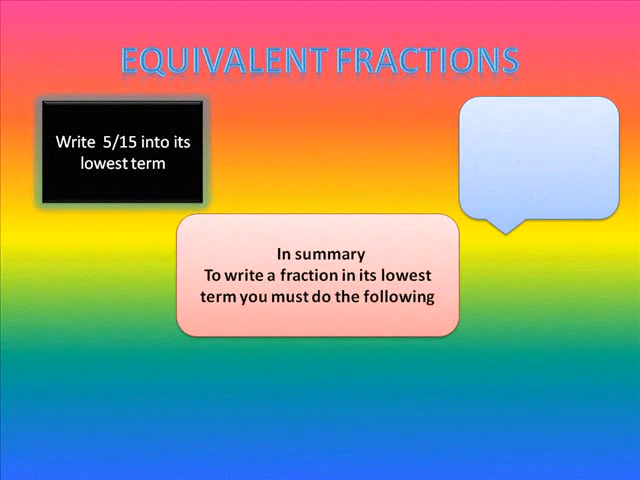 EQUIVALENT FRACTIONS
Write 5/15 into its
lowest term
In summary
To write a fraction in its lowest
term you must do the following